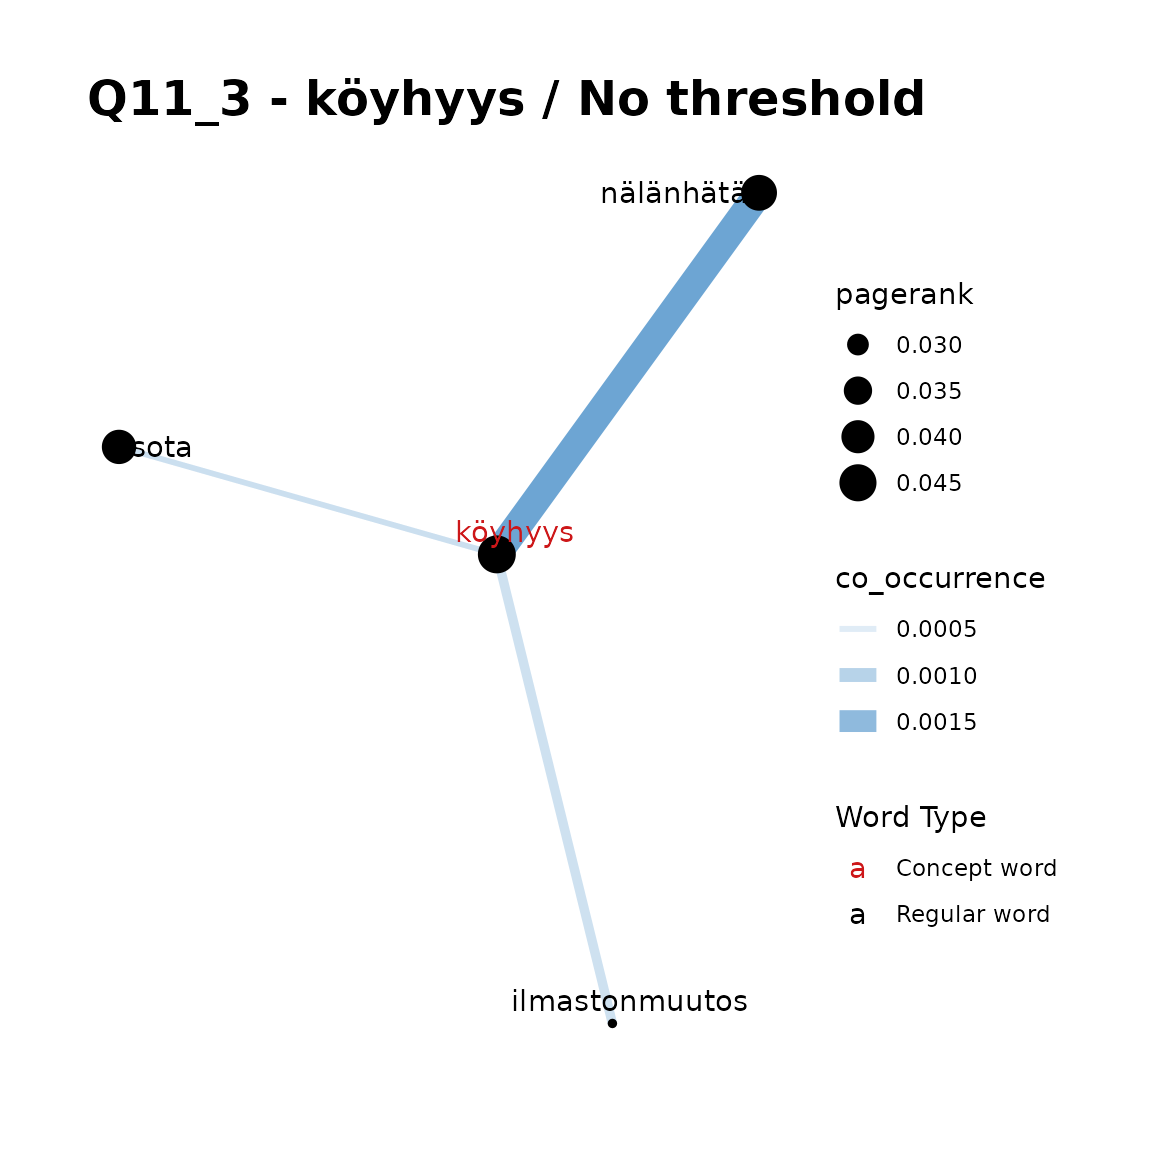 Q11_3 - köyhyys / No threshold
nälänhätä
sota
köyhyys
ilmastonmuutos
pagerank
0.030
0.035
0.040
0.045
co_occurrence
0.0005
0.0010
0.0015
Word Type
a Concept word
a Regular word